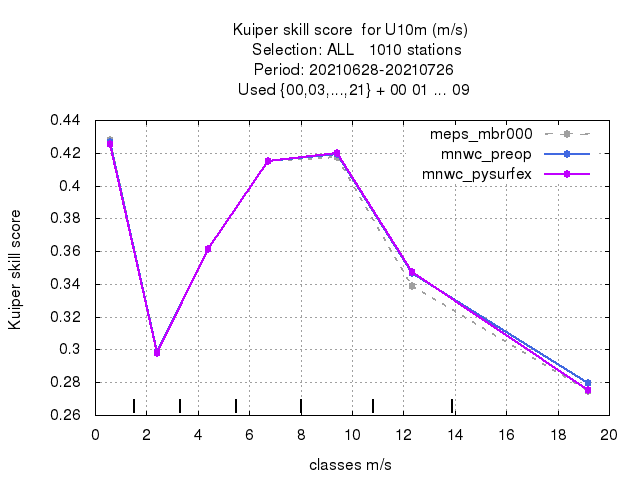 Kuiper skill score  for U10m (m/s)
Selection: ALL   1010 stations
Period: 20210628-20210726
Used {00,03,...,21} + 00 01 ... 09
meps_mbr000
mnwc_preop
mnwc_pysurfex
Kuiper skill score
0.44
0.42
0.4
0.38
0.36
0.34
0.32
0.3
0.28
0.26
0 2 4 6 8 10 12 14 16 18 20
classes m/s